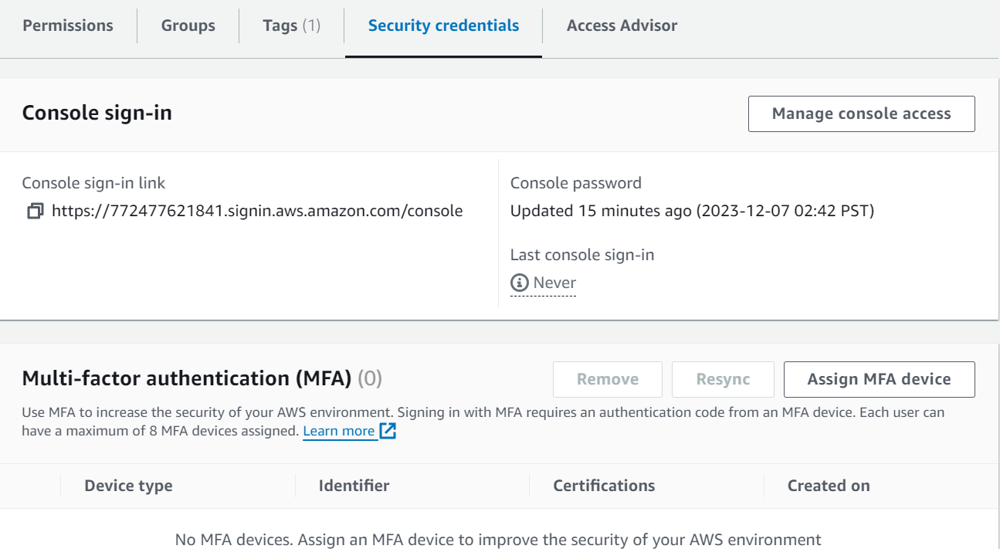 Permissions
Groups
Tags (1)
Security credentials
Access Advisor
Console sign-in
Manage console access
Console sign-in link
https://772477621841.signin.aws.amazon.com/console
Console password
Updated 15 minutes ago (2023-12-07 02:42 PST)
Last console sign-in
Never
Multi-factor authentication (MFA) (0)
Remove
Resync
Assign MFA device
Use MFA to increase the security of your AWS environment. Signing in with MFA requires an authentication code from an MFA device. Each user can
have a maximum of 8 MFA devices assigned. Learn more
Device type
Identifier
Certifications
Created on
No MFA devices. Assign an MFA device to improve the security of your AWS environment